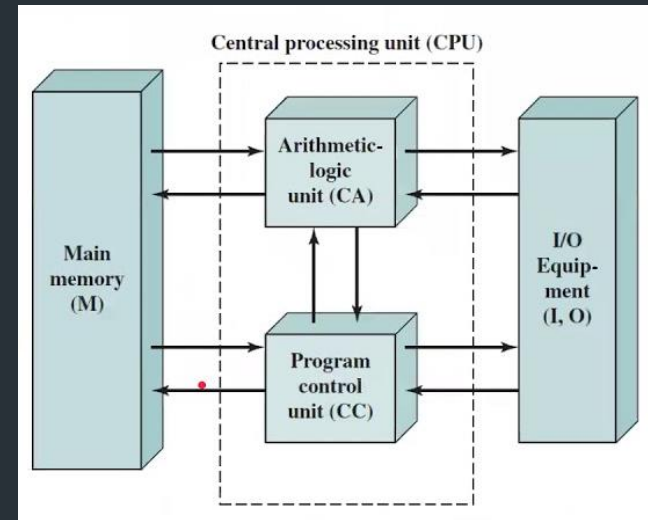 Central processing unit (CPU)
Main
memory
(M)
Arithmetic-
logic
unit (CA)
Program
control
unit (CC)
I/O
Equip-
ment
(I, O)